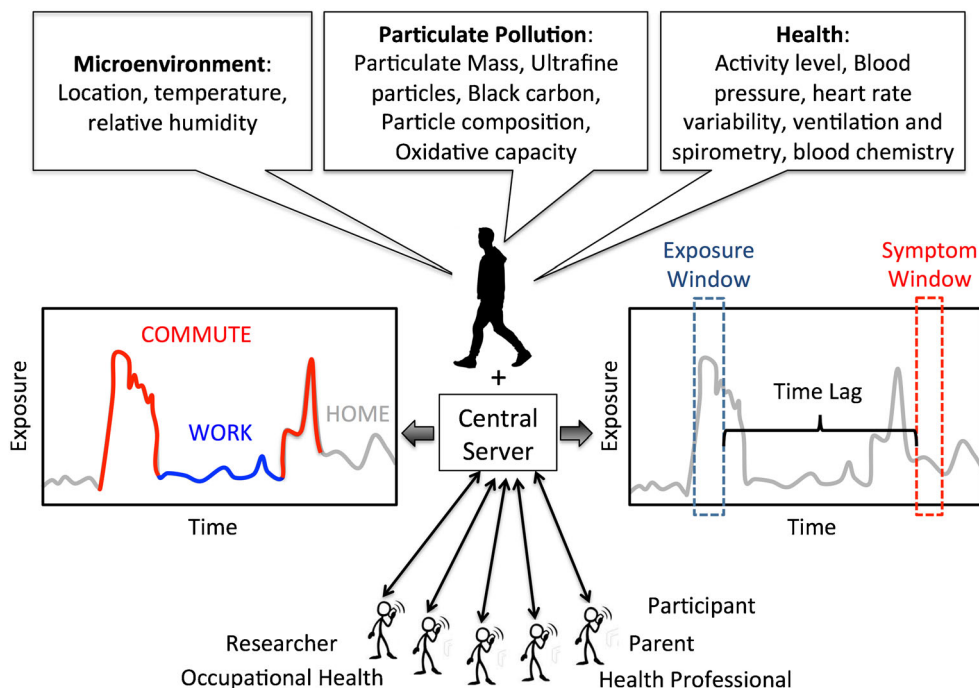 Microenvironment:
Location, temperature,
relative humidity
Particulate Pollution:
Particulate Mass, Ultrafine
particles, Black carbon,
Particle composition,
Oxidative capacity
Health:
Activity level, Blood
pressure, heart rate
variability, ventilation and
spirometry, blood chemistry
Exposure
COMMUTE
WORK
HOME
Time
+
Central
Server
Exposure
Window
Symptom
Window
Exposure
Time Lag
Time
Researcher
Occupational Health
Participant
Parent
Health Professional